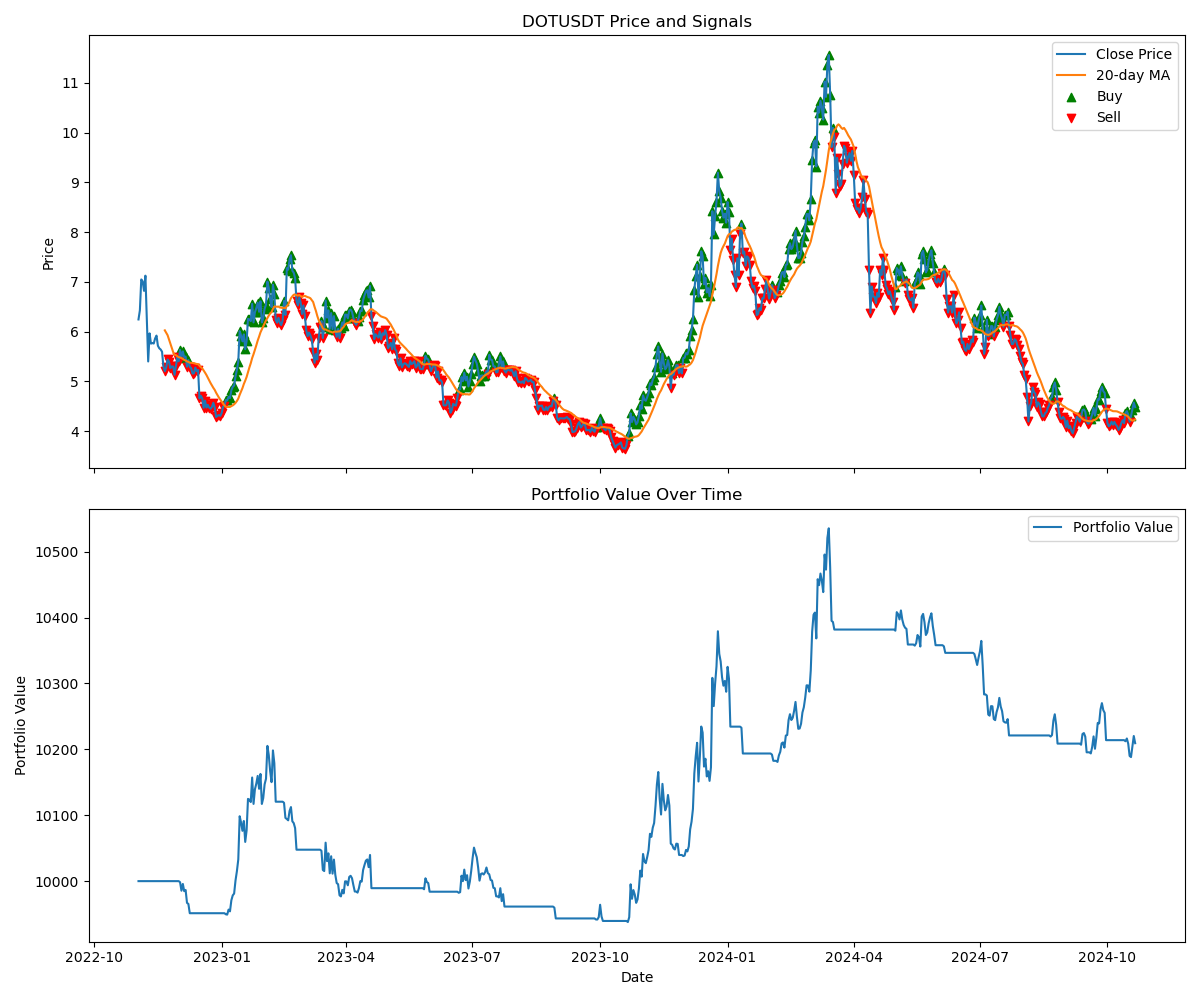 DOTUSDT Price and Signals
Close Price
20-day MA
Buy
Sell
Price
11
10
9
8
7
6
5
4
Portfolio Value Over Time
Portfolio Value
Portfolio Value
10500
10400
10300
10200
10100
10000
2022-10 2023-01 2023-04 2023-07 2023-10 2024-01 2024-04 2024-07 2024-10
Date